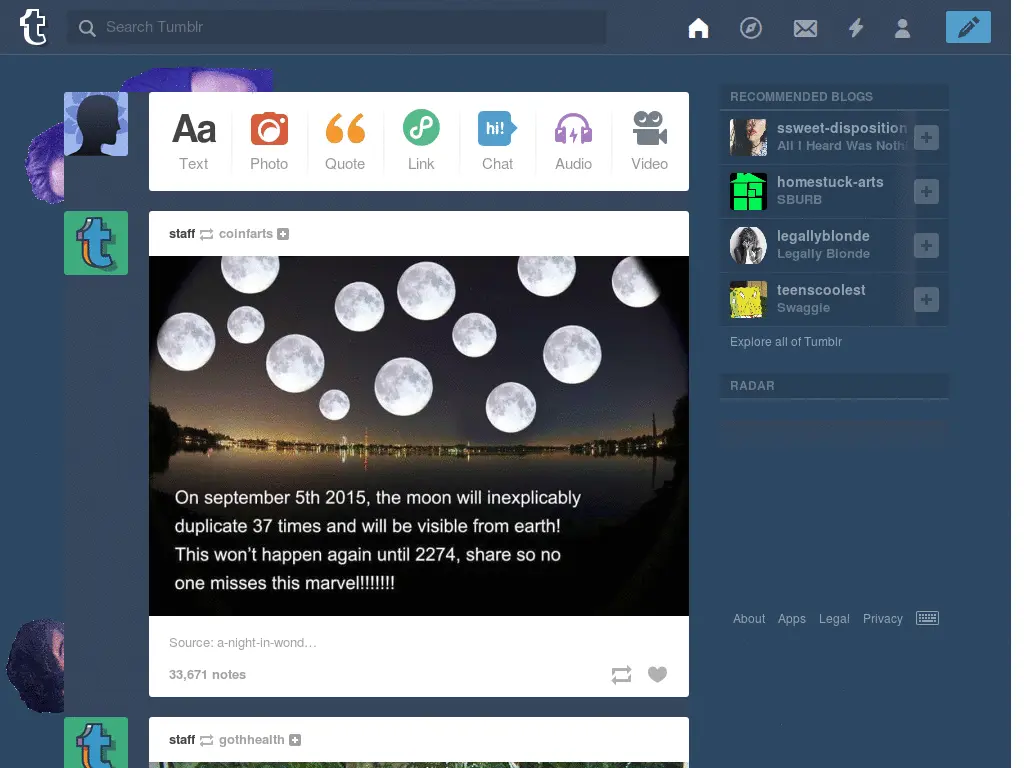 Search Tumblr
Aa
Text
Photo
Quote
Link
hi!
Chat
Audio
Video
staff coinfarts
On september 5th 2015, the moon will inexplicably
duplicate 37 times and will be visible from earth!
This won't happen again until 2274, share so no
one misses this marvel!!!!!!!
Source: a-night-in-wond…
33,671 notes
staff gothhealth
RECOMMENDED BLOGS
ssweet-disposition
All I Heard Was Nothi
homestuck-arts
SBURB
legallyblonde
Legally Blonde
teenscoolest
Swaggie
Explore all of Tumblr
RADAR
About Apps Legal Privacy